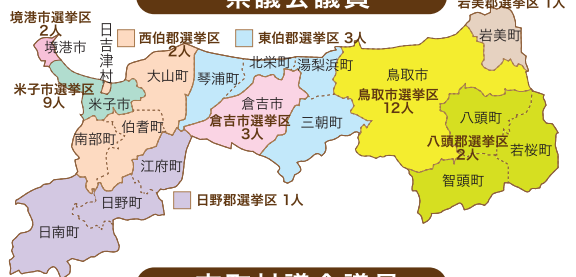 県議会議員
岩美郡選挙区 1人
境港市選挙区
2人
境港市
日吉津村
西伯郡選挙区
2人
東伯郡選挙区 3人
岩美町
大山町
琴浦町
北栄町
湯梨浜町
鳥取市
鳥取市選挙区
12人
米子市選挙区
9人
米子市
倉吉市
倉吉市選挙区
3人
三朝町
八頭町
八頭郡選挙区
2人
若桜町
智頭町
南部町
伯耆町
江府町
日野町
日野郡選挙区 1人
日南町
市町村議会議員